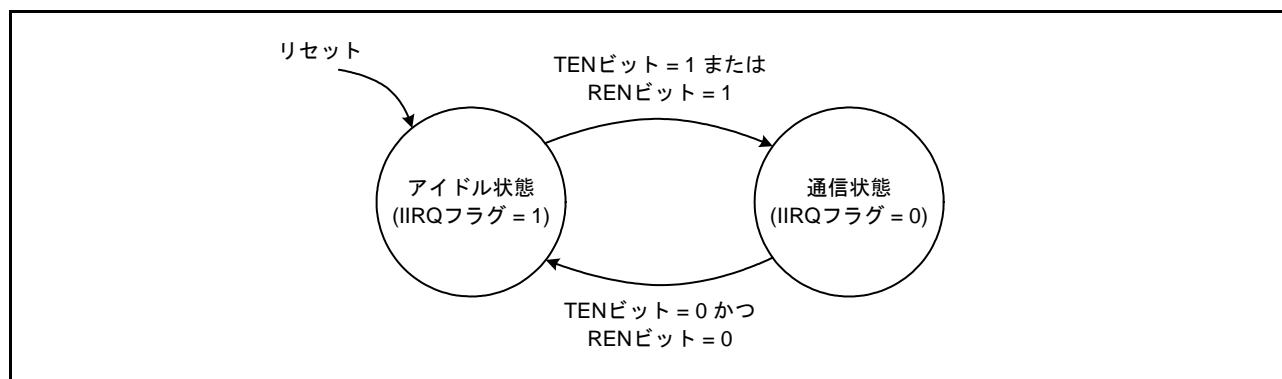 リセット
TENビット = 1 または
RENビット = 1
アイドル状態
(IIRQフラグ = 1)
通信状態
(IIRQフラグ = 0)
TENビット = 0 かつ
RENビット = 0